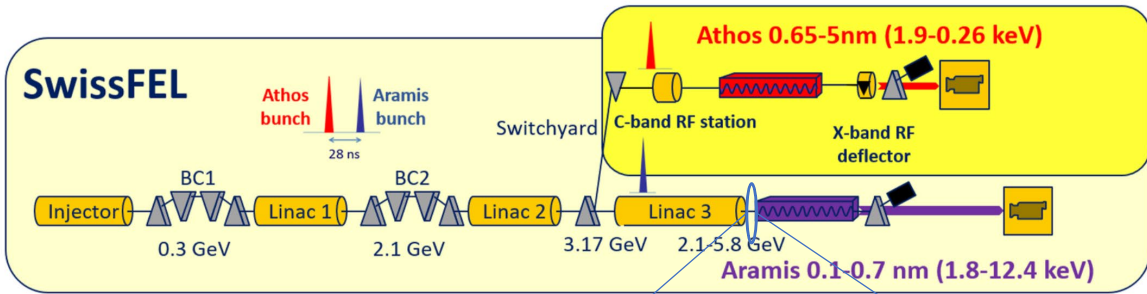 Athos 0.65-5nm (1.9-0.26 keV)
SwissFEL
Athos
bunch
Aramis
bunch
28 ns
Switchyard
C-band RF station
X-band RF
deflector
BC1
BC2
Injector
Linac 1
Linac 2
Linac 3
0.3 GeV
2.1 GeV
3.17 GeV
2.1-5.8 GeV
Aramis 0.1-0.7 nm (1.8-12.4 keV)